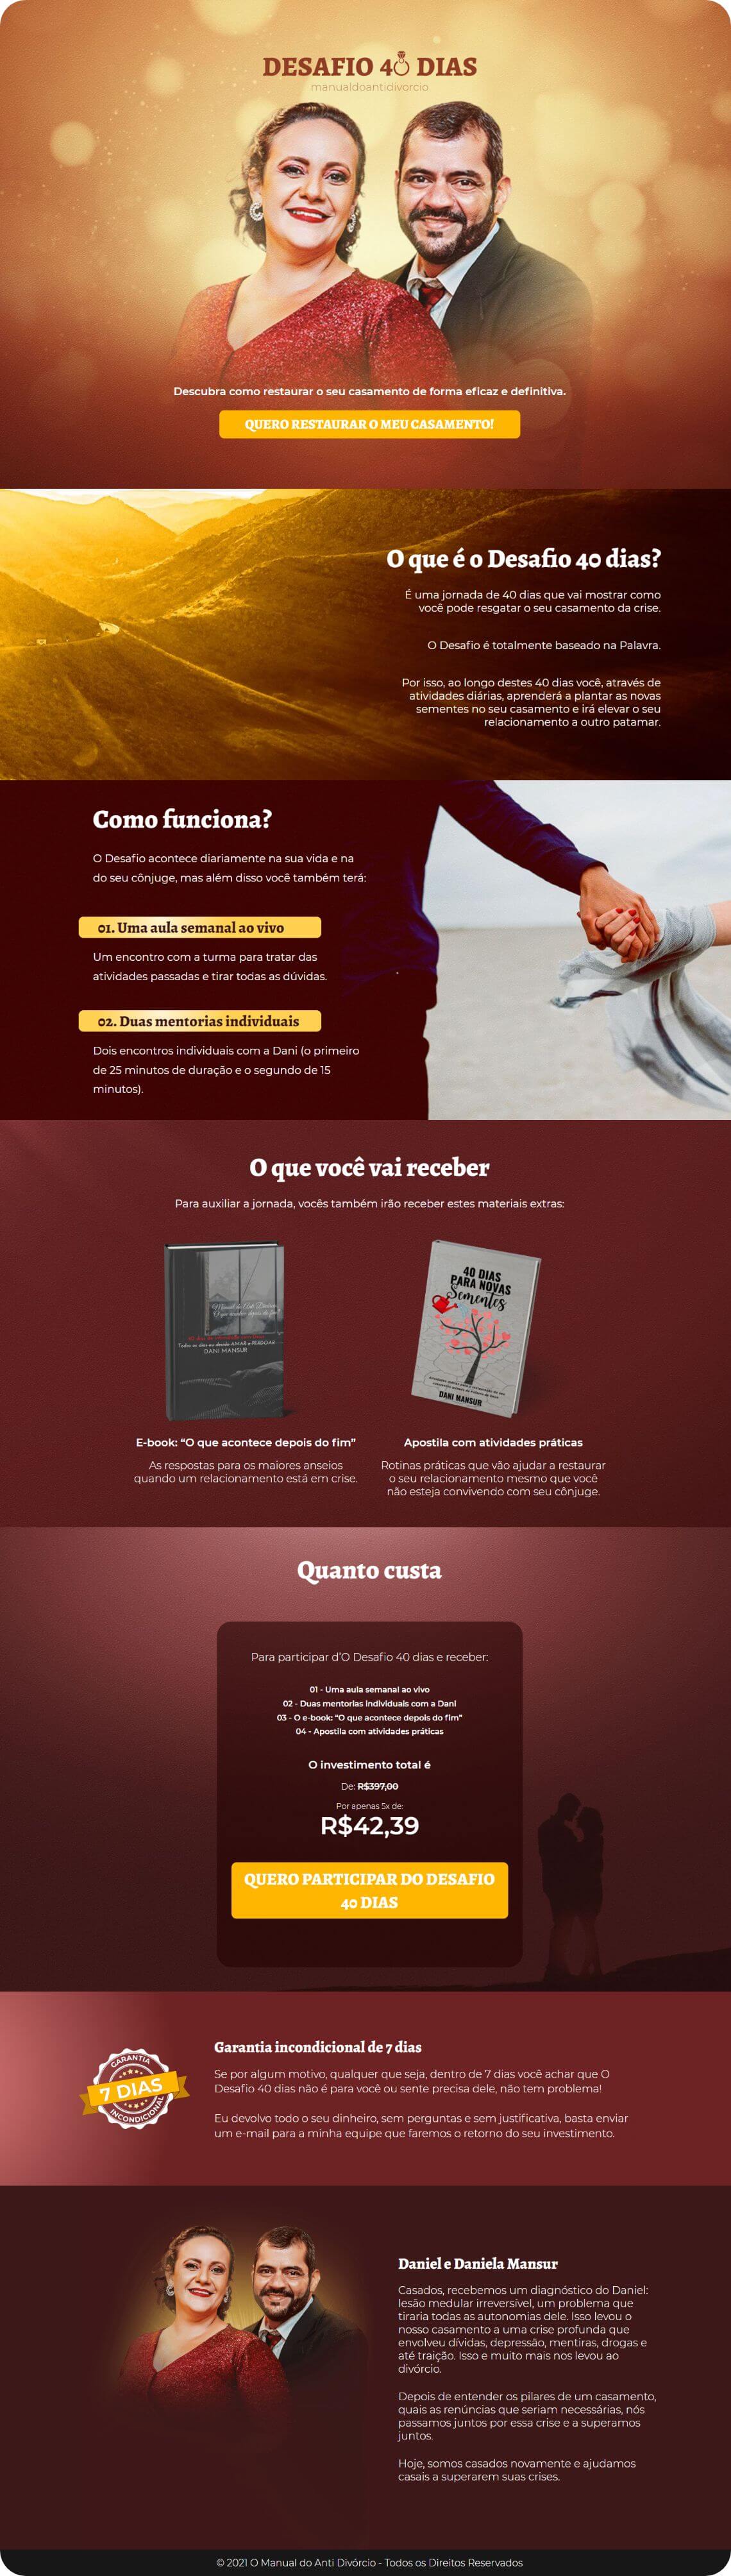 DESAFIO 40 DIAS
manualdoantidivorcio
Descubra como restaurar o seu casamento de forma eficaz e definitiva.
QUERO RESTAURAR O MEU CASAMENTO!
O que é o Desafio 40 dias?
É uma jornada de 40 dias que vai mostrar como
você pode resgatar o seu casamento da crise.
O Desafio é totalmente baseado na Palavra.
Por isso, ao longo destes 40 dias você, através de
atividades diárias, aprenderá a plantar as novas
sementes no seu casamento e irá elevar o seu
relacionamento a outro patamar.
Como funciona?
O Desafio acontece diariamente na sua vida e na
do seu cônjuge, mas além disso você também terá:
01. Uma aula semanal ao vivo
Um encontro com a turma para tratar das
atividades passadas e tirar todas as dúvidas.
02. Duas mentorias individuais
Dois encontros individuais com a Dani (o primeiro
de 25 minutos de duração e o segundo de 15
minutos).
O que você vai receber
Para auxiliar a jornada, vocês também irão receber estes materiais extras:
DANI MANSUR
40 DIAS
PARA NOVAS
Sementes
DANI MANSUR
E-book: “O que acontece depois do fim”
As respostas para os maiores anseios
quando um relacionamento está em crise.
Apostila com atividades práticas
Rotinas práticas que vão ajudar a restaurar
o seu relacionamento mesmo que você
não esteja convivendo com seu cônjuge.
Quanto custa
Para participar d’O Desafio 40 dias e receber:
01 - Uma aula semanal ao vivo
02 - Duas mentorias individuais com a Dani
03 - O e-book: “O que acontece depois do fim”
04 - Apostila com atividades práticas
O investimento total é
De: R$397,00
Por apenas 5x de:
R$42,39
QUERO PARTICIPAR DO DESAFIO
40 DIAS
GARANTIA
7 DIAS
INCONDICIONAL
Garantia incondicional de 7 dias
Se por algum motivo, qualquer que seja, dentro de 7 dias você achar que O
Desafio 40 dias não é para você ou sente precisa dele, não tem problema!
Eu devolvo todo o seu dinheiro, sem perguntas e sem justificativa, basta enviar
um e-mail para a minha equipe que faremos o retorno do seu investimento.
Daniel e Daniela Mansur
Casados, recebemos um diagnóstico do Daniel:
lesão medular irreversível, um problema que
tiraria todas as autonomias dele. Isso levou o
nosso casamento a uma crise profunda que
envolveu dívidas, depressão, mentiras, drogas e
até traição. Isso e muito mais nos levou ao
divórcio.
Depois de entender os pilares de um casamento,
quais as renúncias que seriam necessárias, nós
passamos juntos por essa crise e a superamos
juntos.
Hoje, somos casados novamente e ajudamos
casais a superarem suas crises.
© 2021 O Manual do Anti Divórcio - Todos os Direitos Reservados